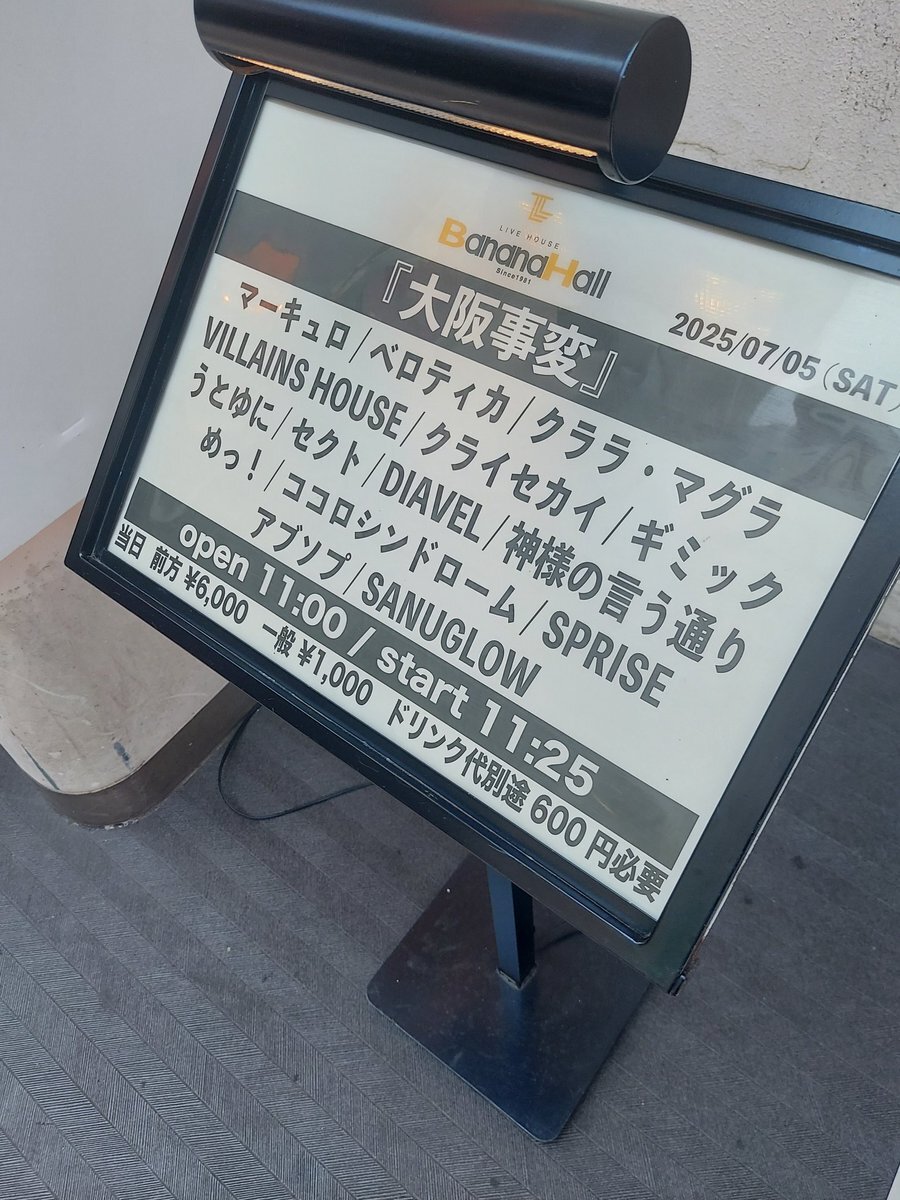 LIVE HOUSE
BananaHall
Since1981
2025/07/05(SAT)
『大阪事変』
マーキュロ/ベロティカ/クララ・マグラ
VILLAINS HOUSE/クライセカイ/ギミック
うとゆに/セクト/DIAVEL/神様の言う通り
めっ!/ココロシンドローム/SPRISE
アブソプ/SANUGLOW
open 11:00 / start 11:25
当日 前方 ¥6,000 一般 ¥1,000 ドリンク代別途 600 円必要